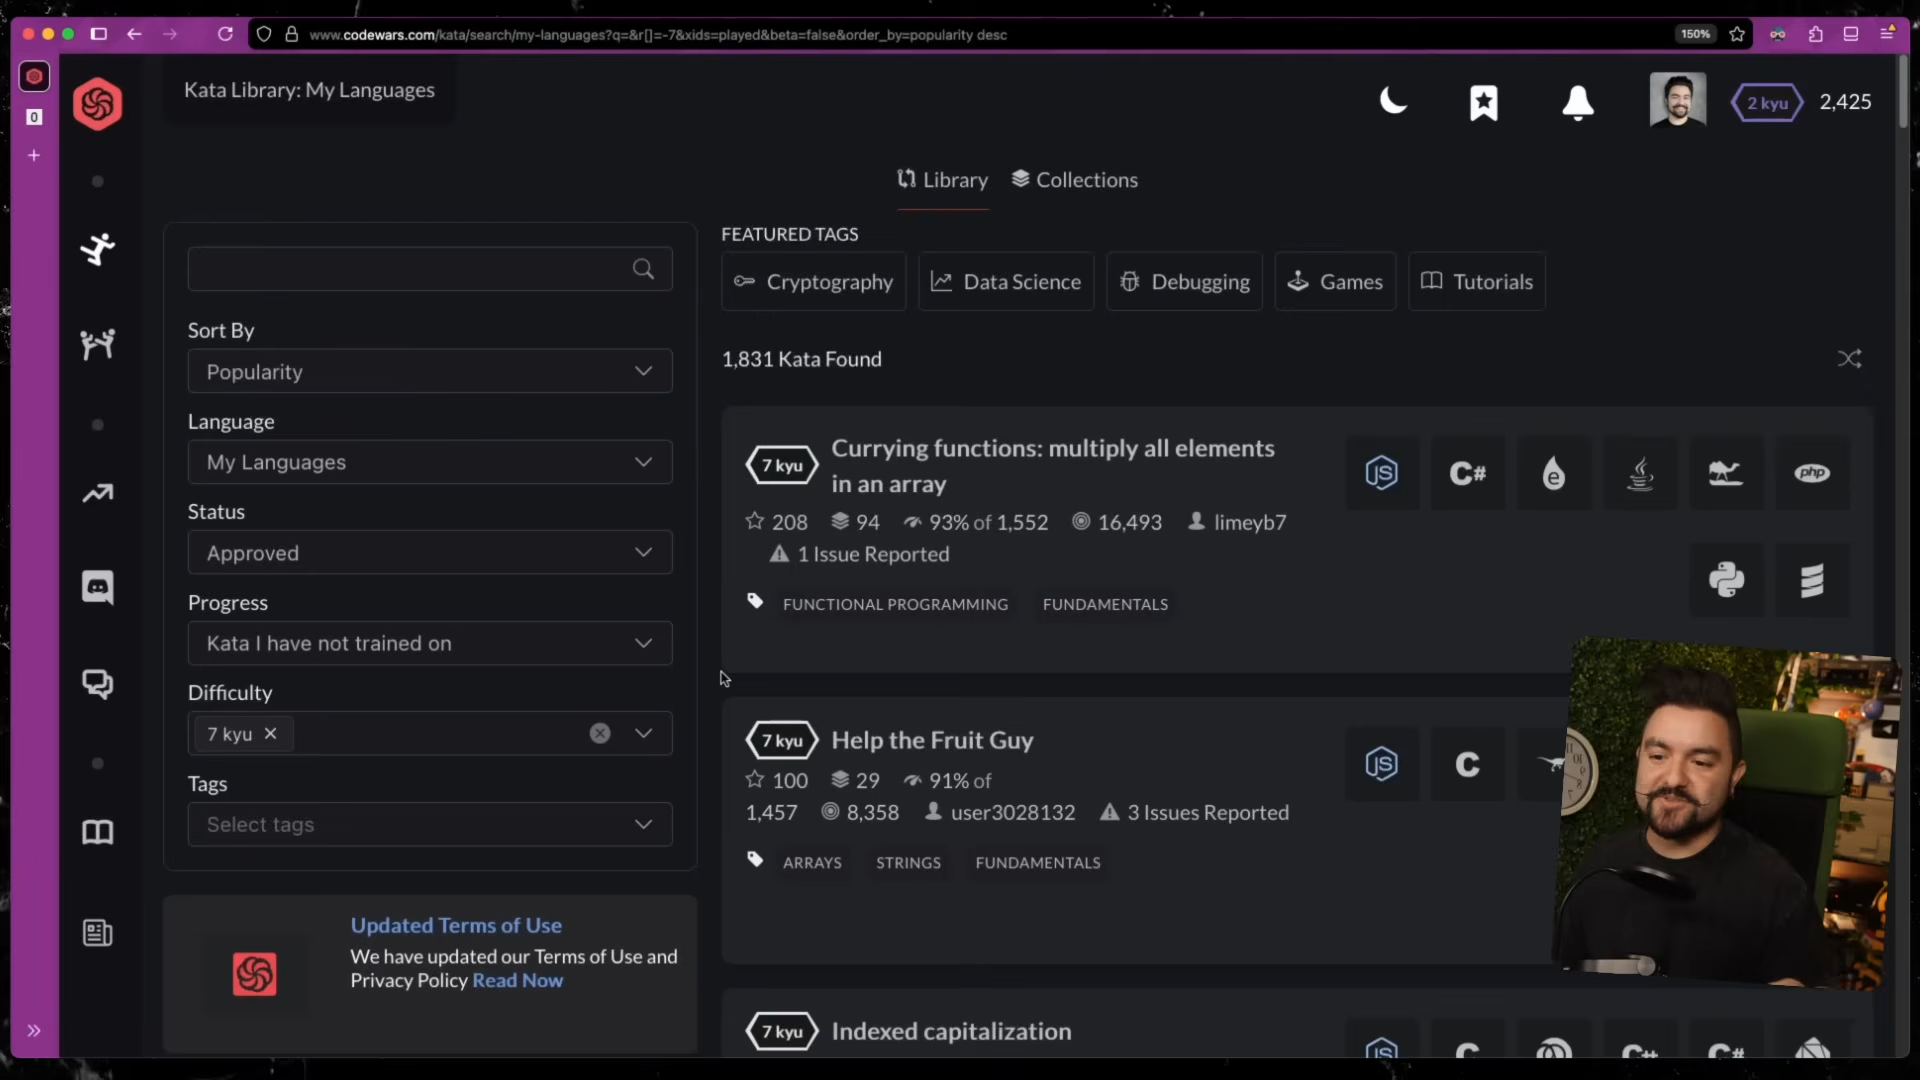 www.codewars.com/kata/search/my-languages?q=&r[]=-7&xids=played&beta=false&order_by=popularity desc
150%
0
Kata Library: My Languages
2 kyu
2,425
Library
Collections
Sort By
Popularity
Language
My Languages
Status
Approved
Progress
Kata I have not trained on
Difficulty
7 kyu
Tags
Select tags
Updated Terms of Use
We have updated our Terms of Use and
Privacy Policy Read Now
FEATURED TAGS
Cryptography
Data Science
Debugging
Games
Tutorials
1,831 Kata Found
7 kyu
Currying functions: multiply all elements
in an array
208 94 93% of 1,552 16,493 limeyb7
1 Issue Reported
FUNCTIONAL PROGRAMMING FUNDAMENTALS
JS C# e php
7 kyu
Help the Fruit Guy
100 29 91% of
1,457 8,358 user3028132 3 Issues Reported
ARRAYS STRINGS FUNDAMENTALS
JS C
7 kyu
Indexed capitalization